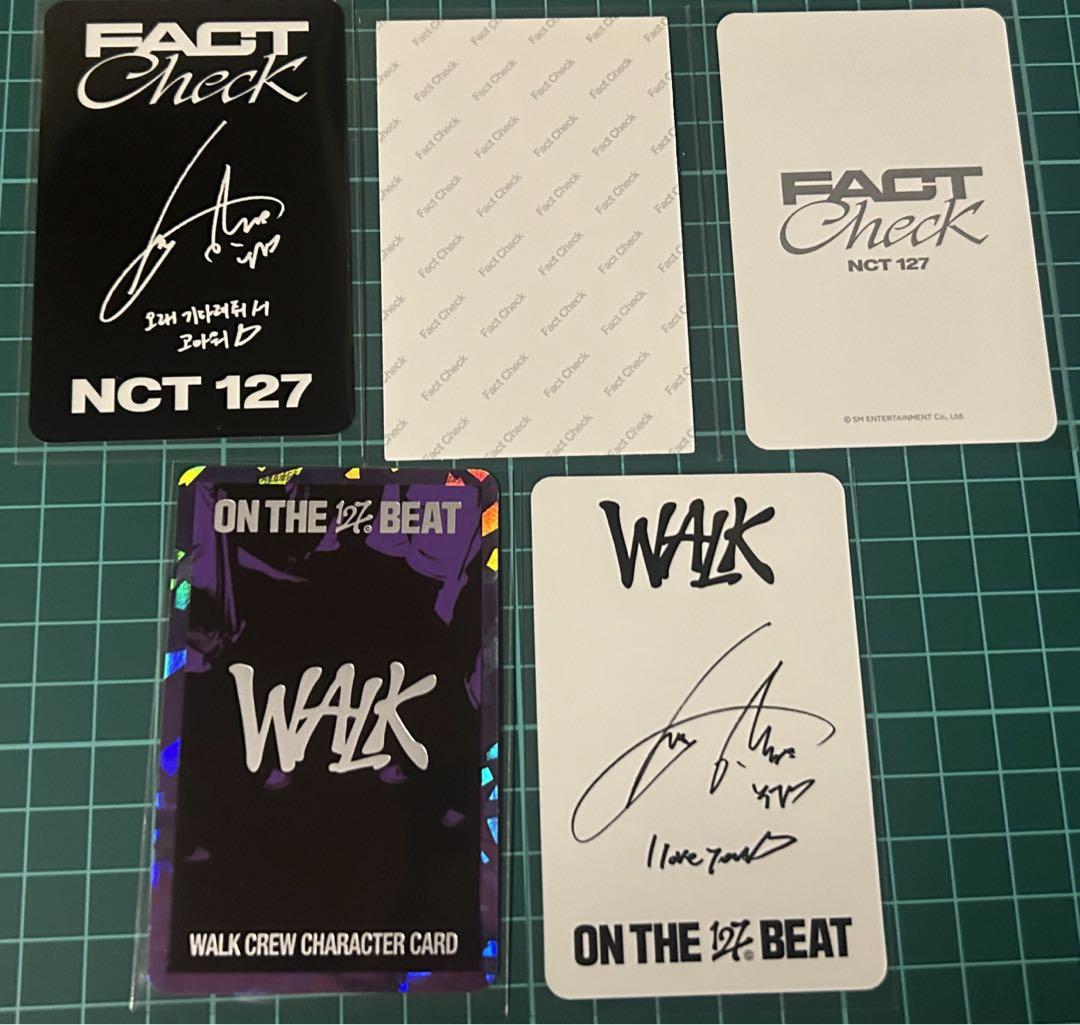 FACT
Check
오래 기다려줘서
고마워
NCT 127
Fact Check
FACT
Check
NCT 127
© SM ENTERTAINMENT Co., Ltd.
ON THE 127 BEAT
WALK
WALK CREW CHARACTER CARD
WALK
I love you
ON THE 127 BEAT